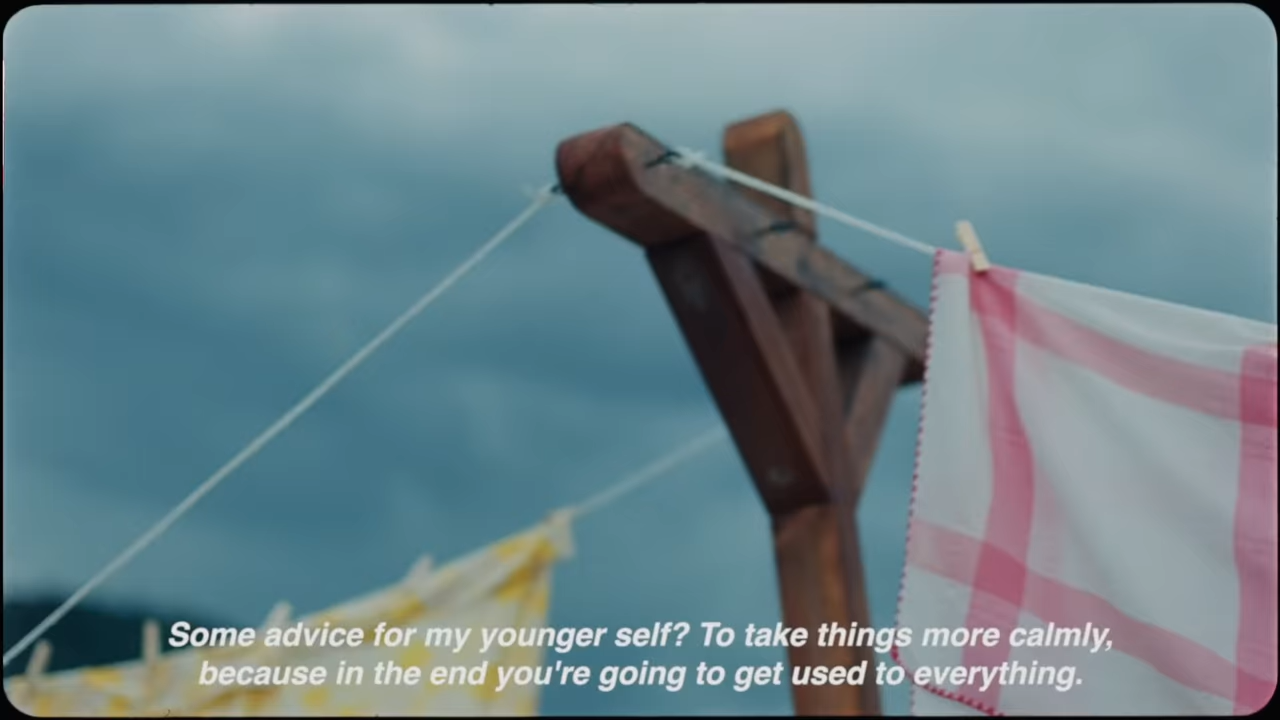 Some advice for my younger self? To take things more calmly,
because in the end you're going to get used to everything.